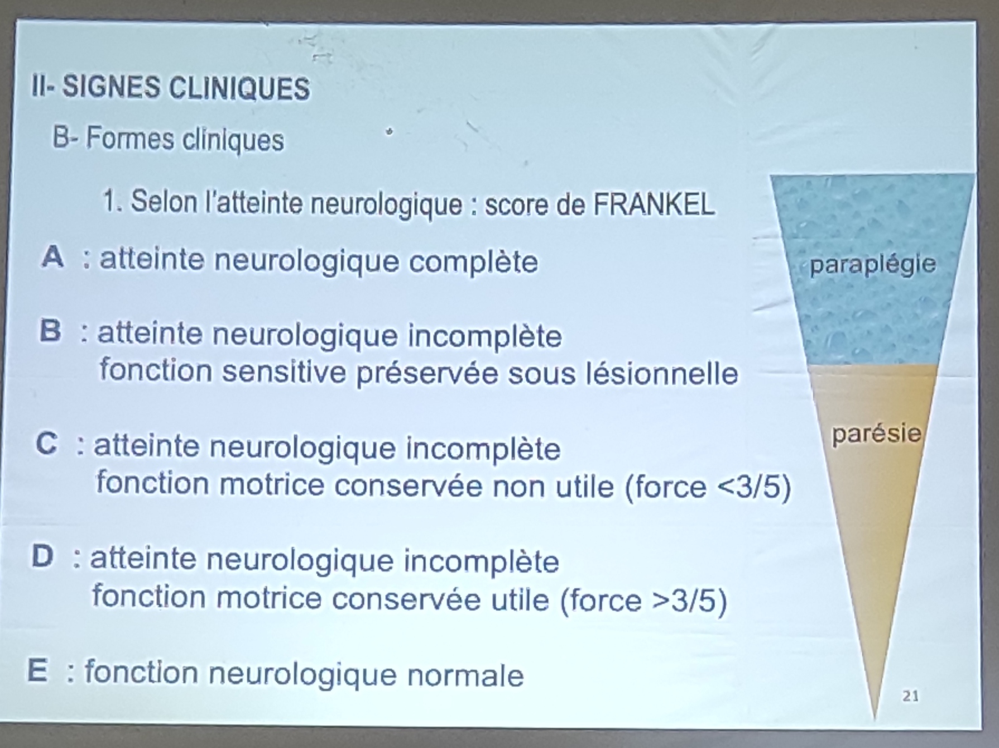 II- SIGNES CLINIQUES
B- Formes cliniques
1. Selon l'atteinte neurologique : score de FRANKEL
A : atteinte neurologique complète
paraplégie
B : atteinte neurologique incomplète
fonction sensitive préservée sous lésionnelle
parésie
C : atteinte neurologique incomplète
fonction motrice conservée non utile (force <3/5)
D : atteinte neurologique incomplète
fonction motrice conservée utile (force >3/5)
E : fonction neurologique normale
21